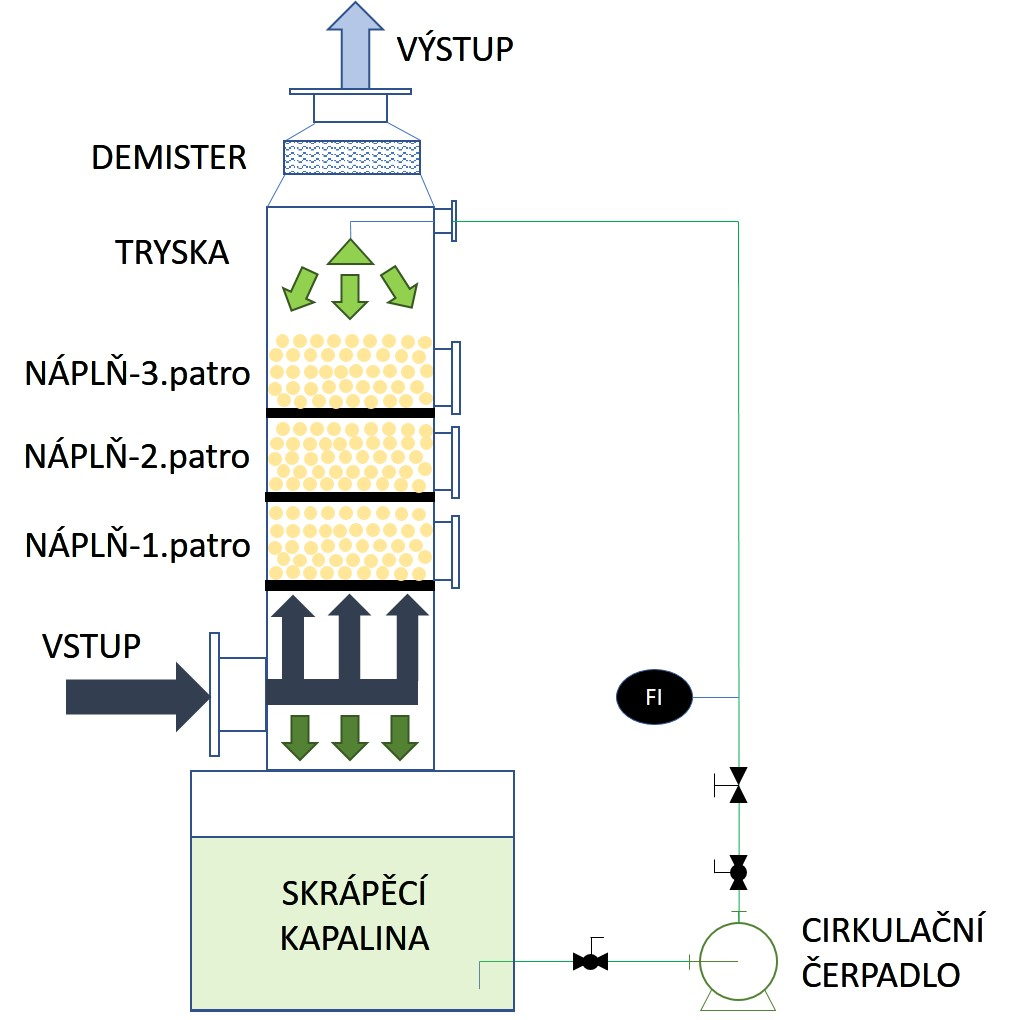 VÝSTUP
DEMISTER
TRYSKA
NÁPLŇ-3.patro
NÁPLŇ-2.patro
NÁPLŇ-1.patro
VSTUP
FI
SKRÁPĚCÍ
KAPALINA
CIRKULAČNÍ
ČERPADLO